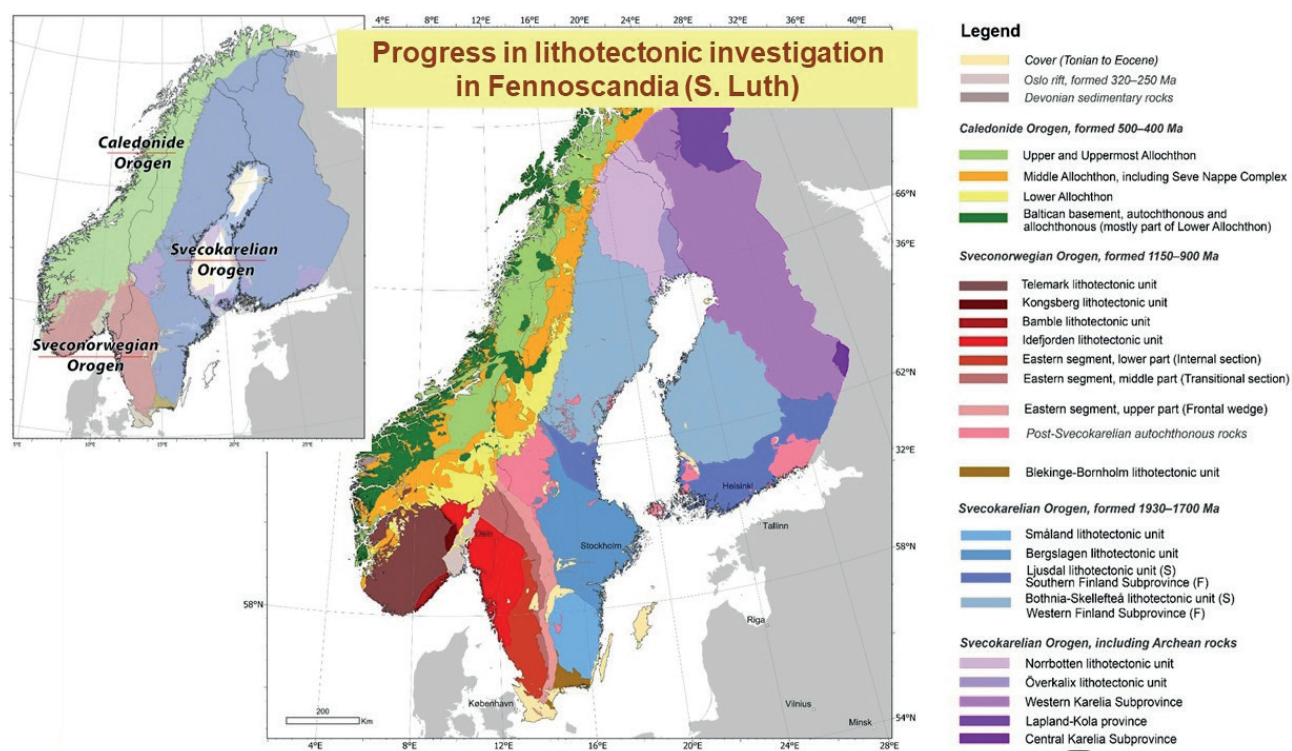 Progress in lithotectonic investigation
in Fennoscandia (S. Luth)
Caledonide
Orogen
Svecokarelian
Orogen
Sveconorwegian
Orogen
5°E
10°E
15°E
20°E
25°E
4°E
8°E
12°E
16°E
20°E
24°E
28°E
32°E
36°E
40°E
66°N
36°E
62°N
32°E
58°N
58°N
54°N
Oslo
Stockholm
Helsinki
Tallinn
Riga
København
Vilnius
Minsk
200
Km
4°E
8°E
12°E
16°E
20°E
24°E
28°E
Legend
Cover (Tonian to Eocene)
Oslo rift, formed 320–250 Ma
Devonian sedimentary rocks
Caledonide Orogen, formed 500–400 Ma
Upper and Uppermost Allochthon
Middle Allochthon, including Seve Nappe Complex
Lower Allochthon
Baltican basement, autochthonous and
allochthonous (mostly part of Lower Allochthon)
Sveconorwegian Orogen, formed 1150–900 Ma
Telemark lithotectonic unit
Kongsberg lithotectonic unit
Bamble lithotectonic unit
Idefjorden lithotectonic unit
Eastern segment, lower part (Internal section)
Eastern segment, middle part (Transitional section)
Eastern segment, upper part (Frontal wedge)
Post-Svecokarelian autochthonous rocks
Blekinge-Bornholm lithotectonic unit
Svecokarelian Orogen, formed 1930–1700 Ma
Småland lithotectonic unit
Bergslagen lithotectonic unit
Ljusdal lithotectonic unit (S)
Southern Finland Subprovince (F)
Bothnia-Skellefteå lithotectonic unit (S)
Western Finland Subprovince (F)
Svecokarelian Orogen, including Archean rocks
Norrbotten lithotectonic unit
Överkalix lithotectonic unit
Western Karelia Subprovince
Lapland-Kola province
Central Karelia Subprovince